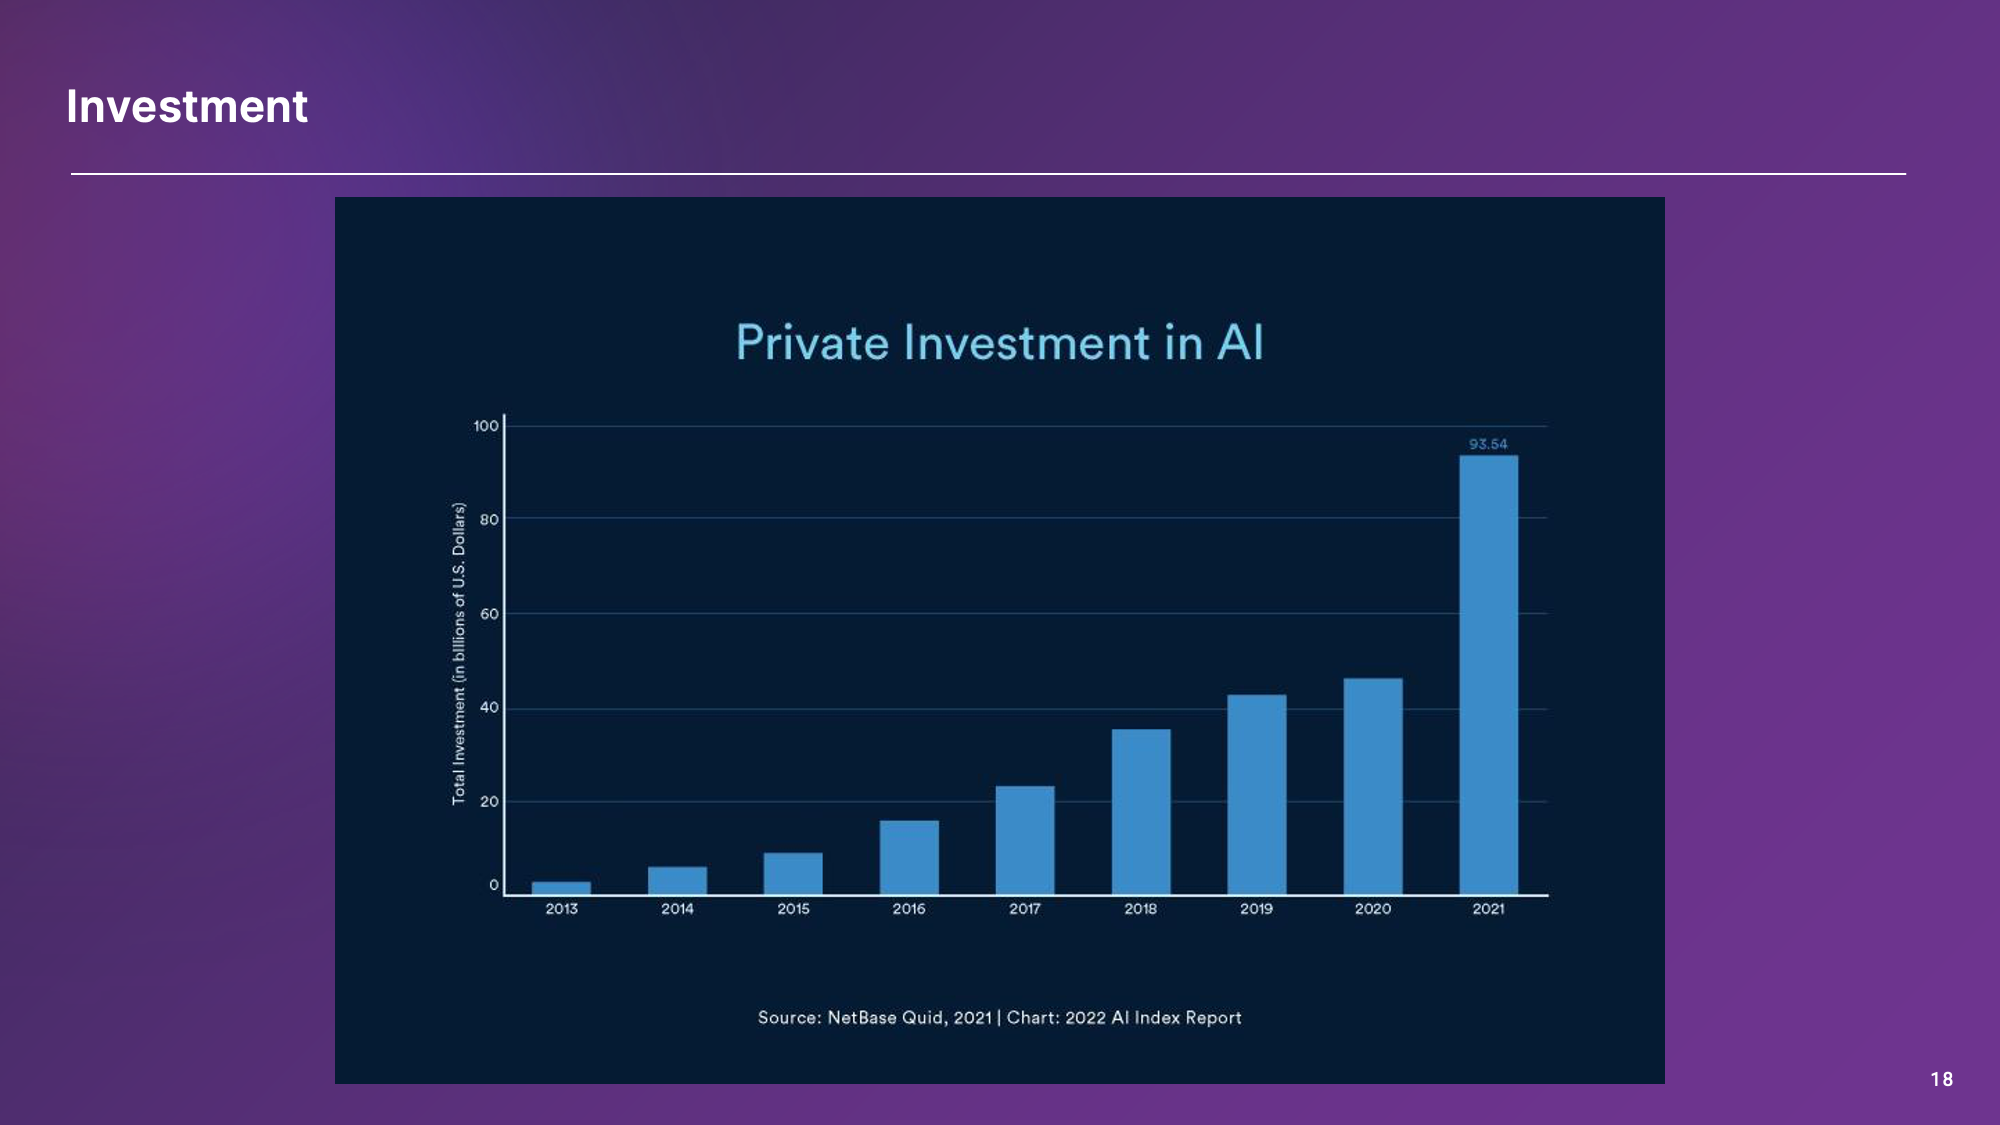 Investment
Private Investment in AI
Total Investment (in billions of U.S. Dollars)
100
80
60
40
20
0
93.54
2013 2014 2015 2016 2017 2018 2019 2020 2021
Source: NetBase Quid, 2021 | Chart: 2022 AI Index Report
18